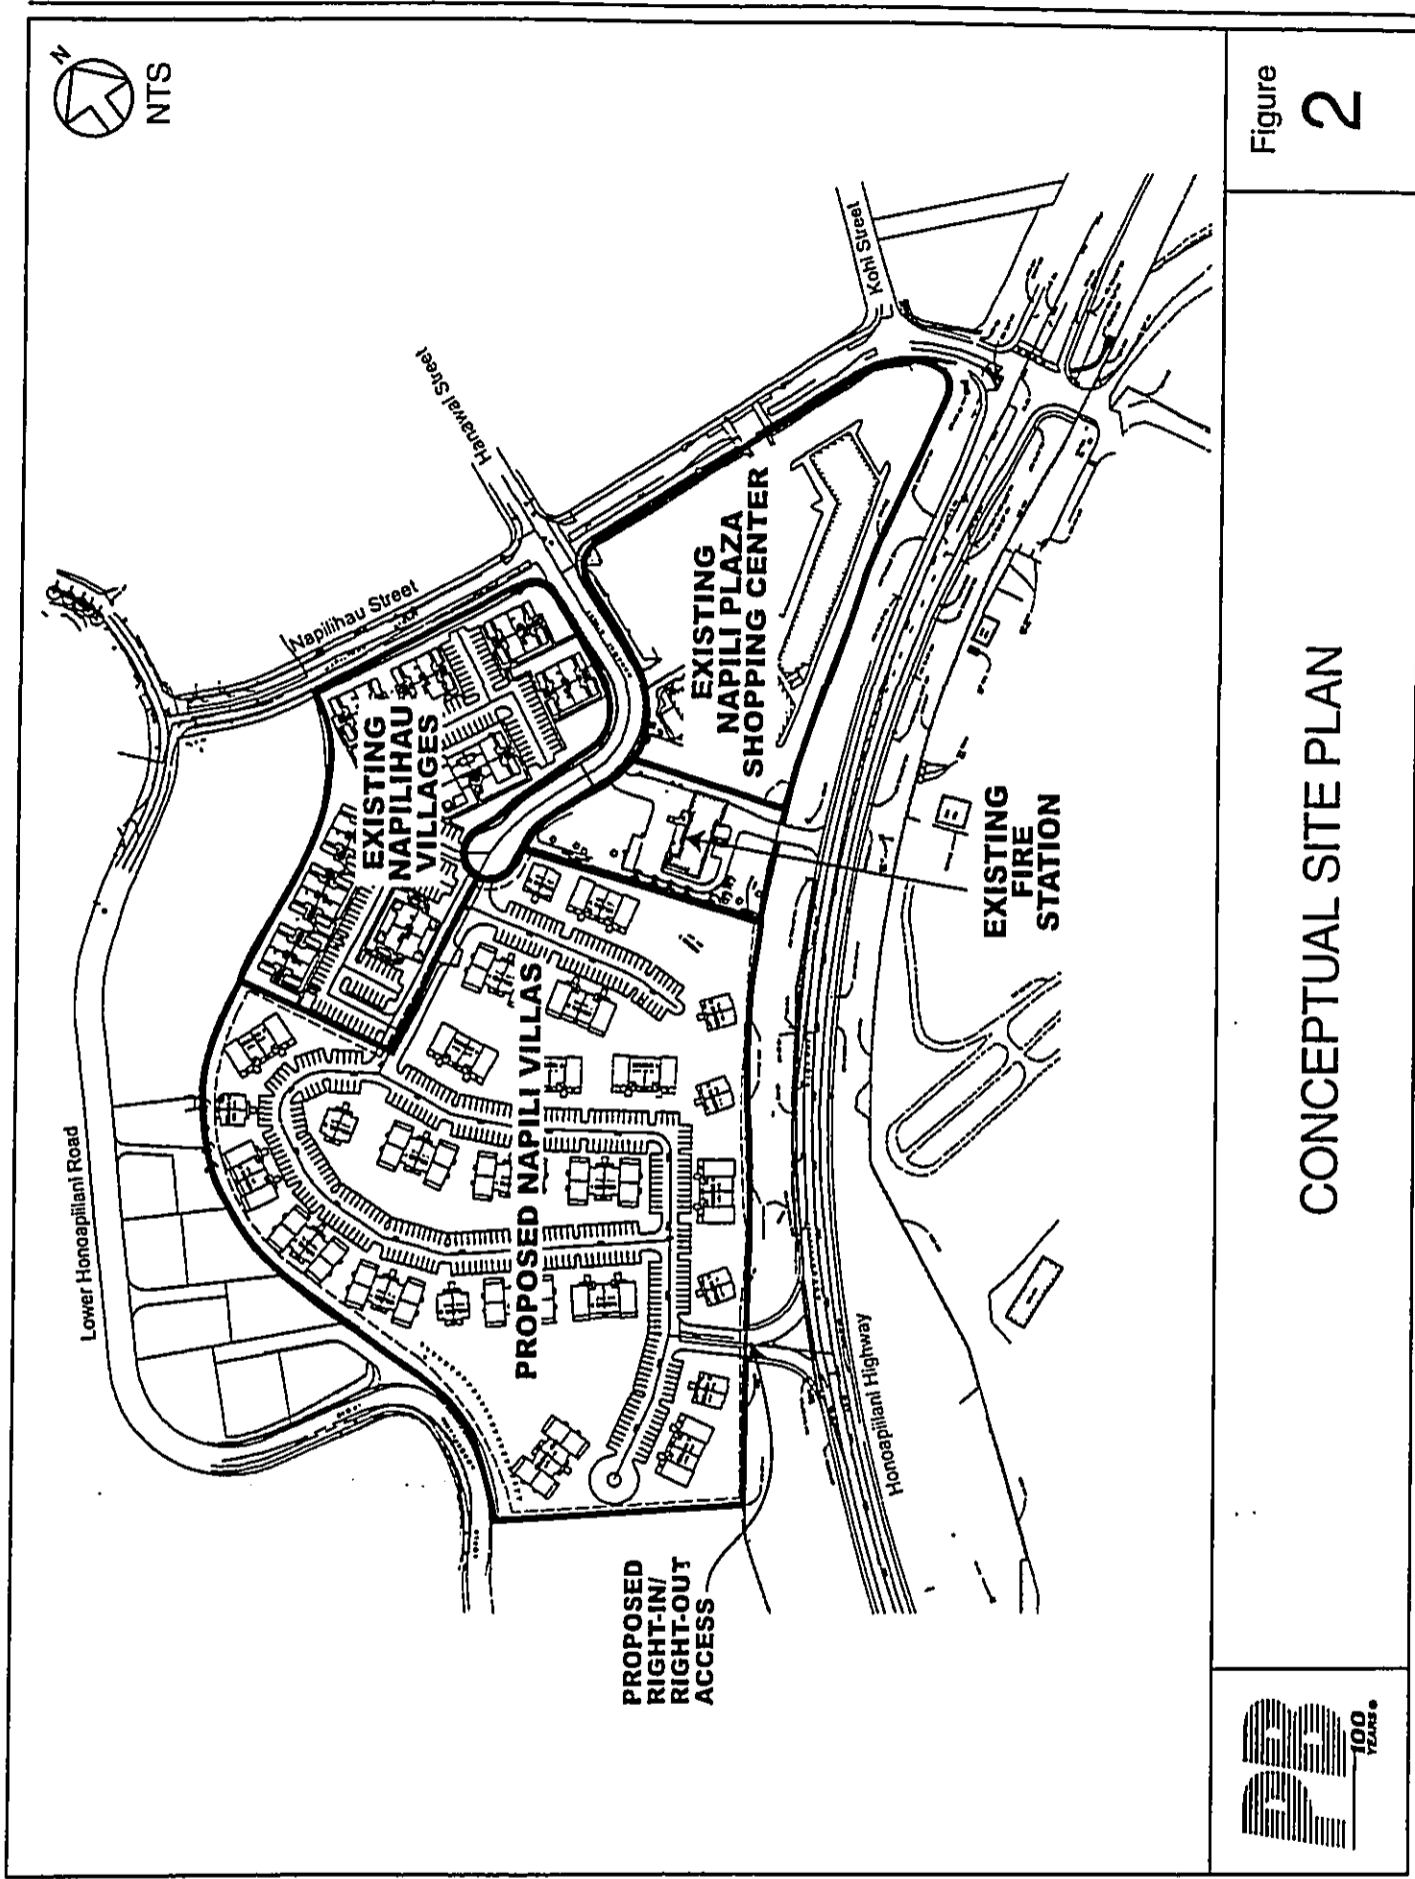 N
NTS
Lower Honoapiilani Road
Napilihau Street
Hanawai Street
Kohi Street
EXISTING
NAPILIHAU
VILLAGES
EXISTING
NAPILI PLAZA
SHOPPING CENTER
PROPOSED NAPILI VILLAS
EXISTING
FIRE
STATION
PROPOSED
RIGHT-IN/
RIGHT-OUT
ACCESS
Honoapiilani Highway
PB
100
YEARS
CONCEPTUAL SITE PLAN
Figure
2